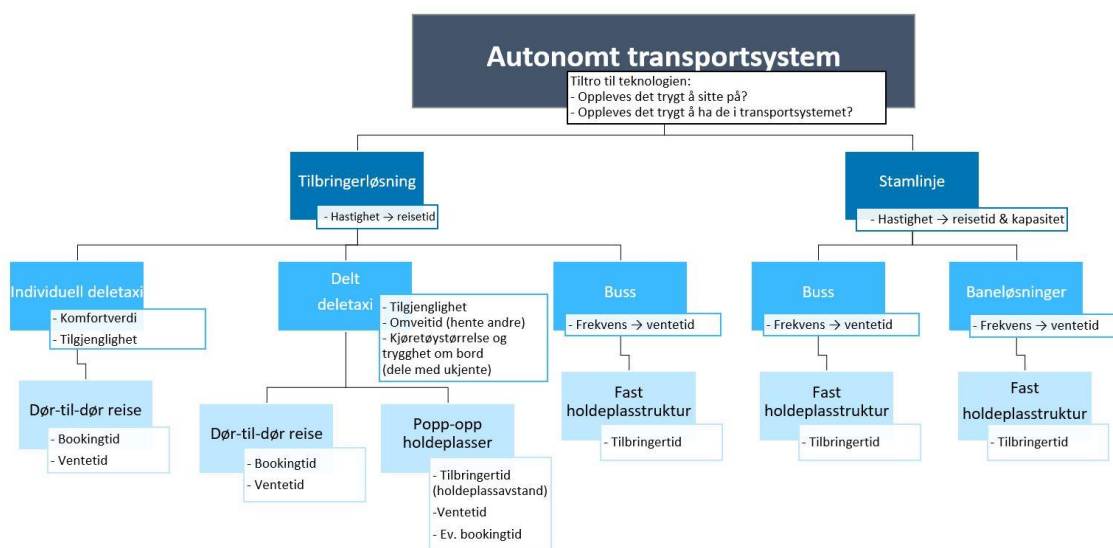 Autonomt transportsystem
Tiltro til teknologien:
- Oppleves det trygt å sitte på?
- Oppleves det trygt å ha de i transportsystemet?
Tilbringerløsning
- Hastighet → reisetid
Stamlinje
- Hastighet → reisetid & kapasitet
Individuell deletaxi
- Komfortverdi
- Tilgjenglighet
Delt
deletaxi
- Tilgjenglighet
- Omveitid (hente andre)
- Kjøretøystørrelse og
trygghet om bord
(dele med ukjente)
Buss
- Frekvens → ventetid
Buss
- Frekvens → ventetid
Baneløsninger
- Frekvens → ventetid
Dør-til-dør reise
- Bookingtid
- Ventetid
Dør-til-dør reise
- Bookingtid
- Ventetid
Popp-opp
holdeplasser
- Tilbringertid
(holdeplassavstand)
-Ventetid
- Ev. bookingtid
Fast
holdeplasstruktur
- Tilbringertid
Fast
holdeplasstruktur
- Tilbringertid
Fast
holdeplasstruktur
- Tilbringertid